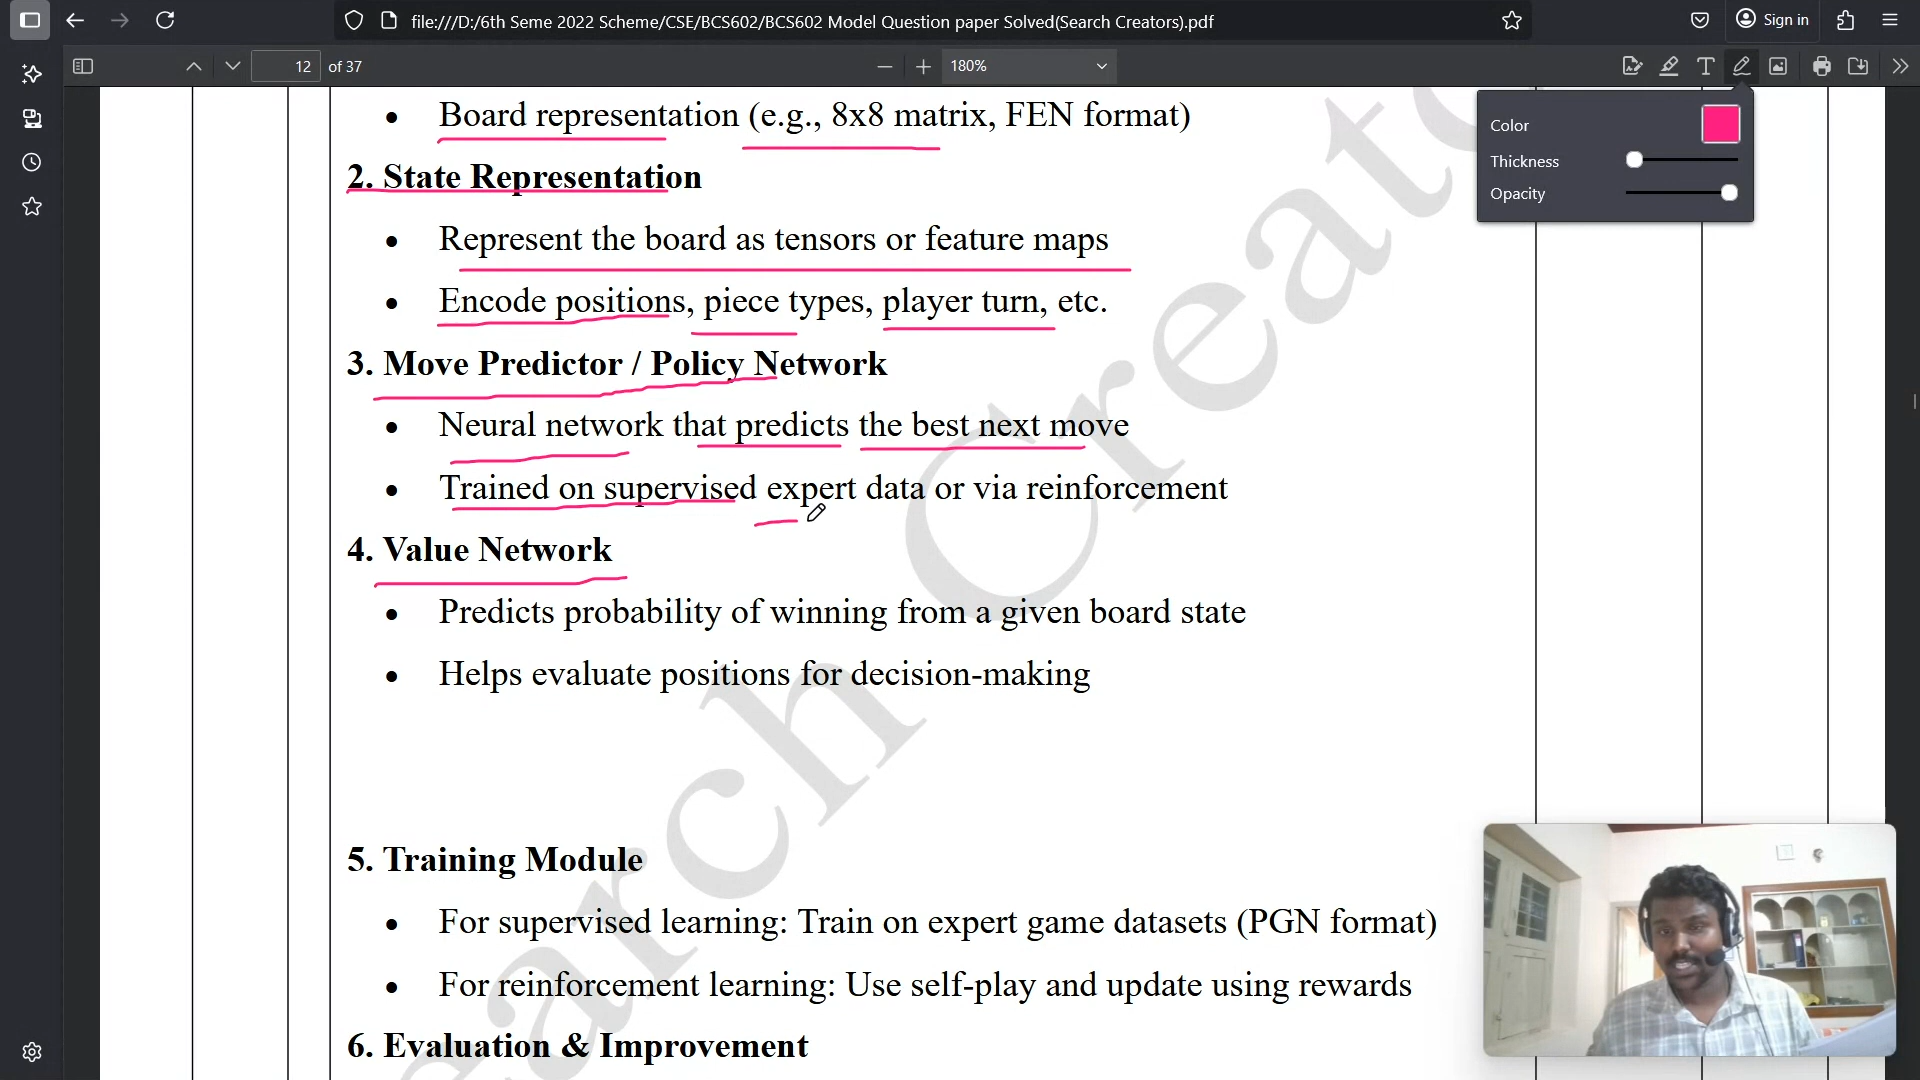 file:///D:/6th Seme 2022 Scheme/CSE/BCS602/BCS602 Model Question paper Solved(Search Creators).pdf
Sign in
12 of 37
180%
Color
Thickness
Opacity
• Board representation (e.g., 8x8 matrix, FEN format)
2. State Representation
• Represent the board as tensors or feature maps
• Encode positions, piece types, player turn, etc.
3. Move Predictor / Policy Network
• Neural network that predicts the best next move
• Trained on supervised expert data or via reinforcement
4. Value Network
• Predicts probability of winning from a given board state
• Helps evaluate positions for decision-making
5. Training Module
• For supervised learning: Train on expert game datasets (PGN format)
• For reinforcement learning: Use self-play and update using rewards
6. Evaluation & Improvement
earch Creato